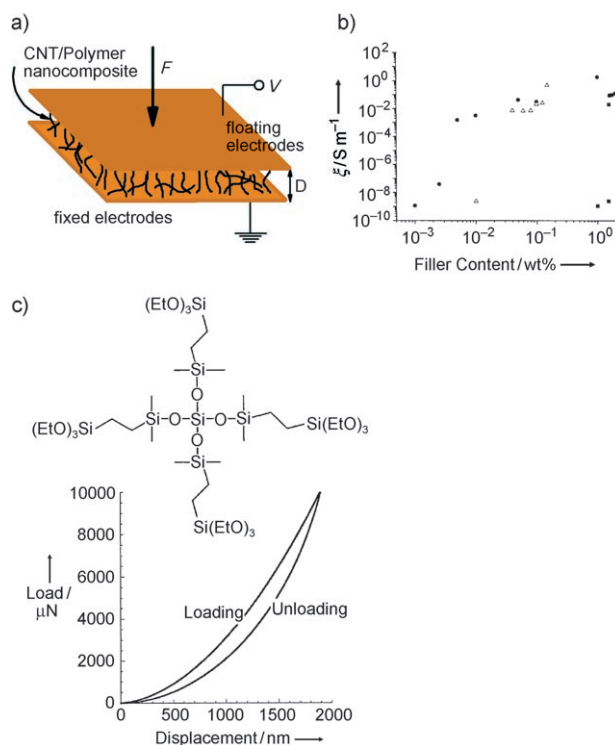 a)
CNT/Polymer
nanocomposite
F
V
floating
electrodes
D
fixed electrodes
b)
ξ/S m⁻¹
10²
10⁰
10⁻²
10⁻⁴
10⁻⁶
10⁻⁸
10⁻¹⁰
10⁻³ 10⁻² 10⁻¹ 10⁰
Filler Content / wt%
c)
(EtO)₃Si
Si
O
(EtO)₃Si Si–O–Si–O–Si Si(EtO)₃
O
Si
Si(EtO)₃
10000
8000
6000
4000
2000
0
Load /
μN
Loading
Unloading
0 500 1000 1500 2000
Displacement / nm